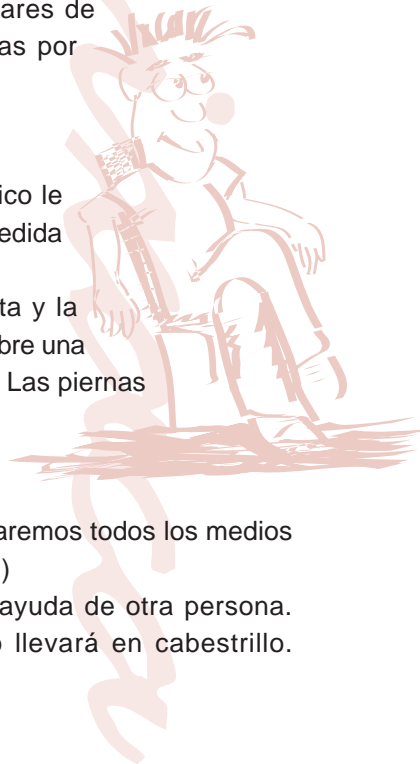 ares de
as por
ico le
edida
ta y la
bre una
Las piernas
aremos todos los medios
)
ayuda de otra persona.
llevará en cabestrillo.